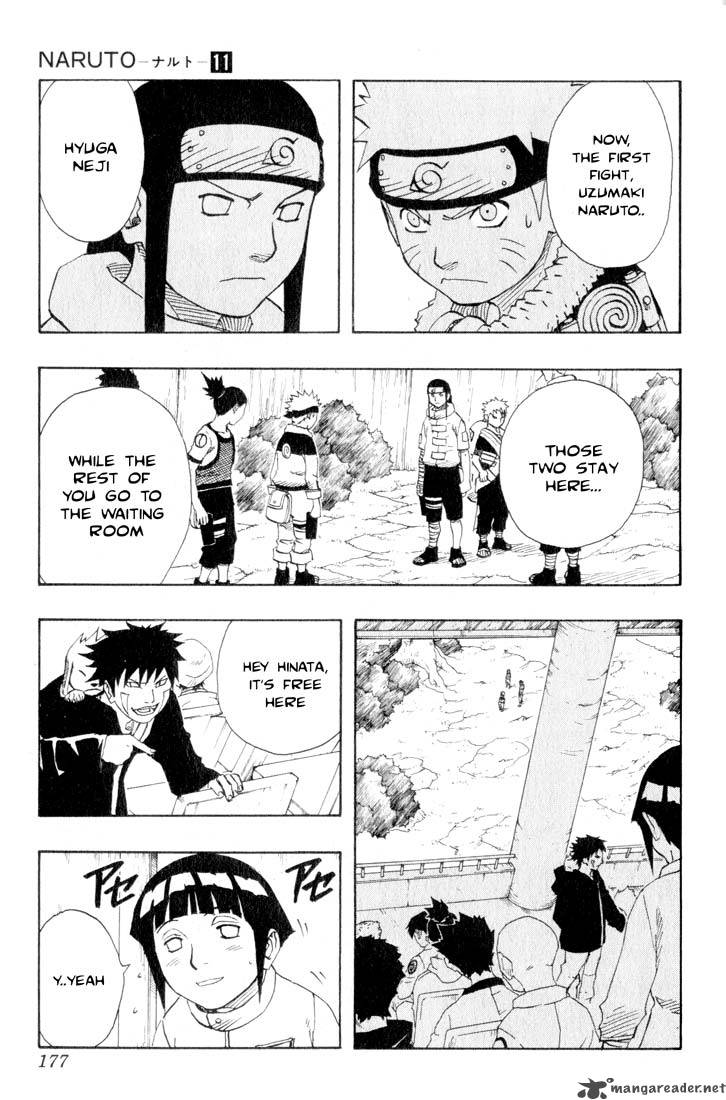 NARUTO—ナルト—11
NOW,
THE FIRST
FIGHT,
UZUMAKI
NARUTO..
HYUGA
NEJI
THOSE
TWO STAY
HERE...
WHILE THE
REST OF
YOU GO TO
THE WAITING
ROOM
HEY HINATA,
IT'S FREE
HERE
アセ
アセ
Y..YEAH
177
mangareader.net